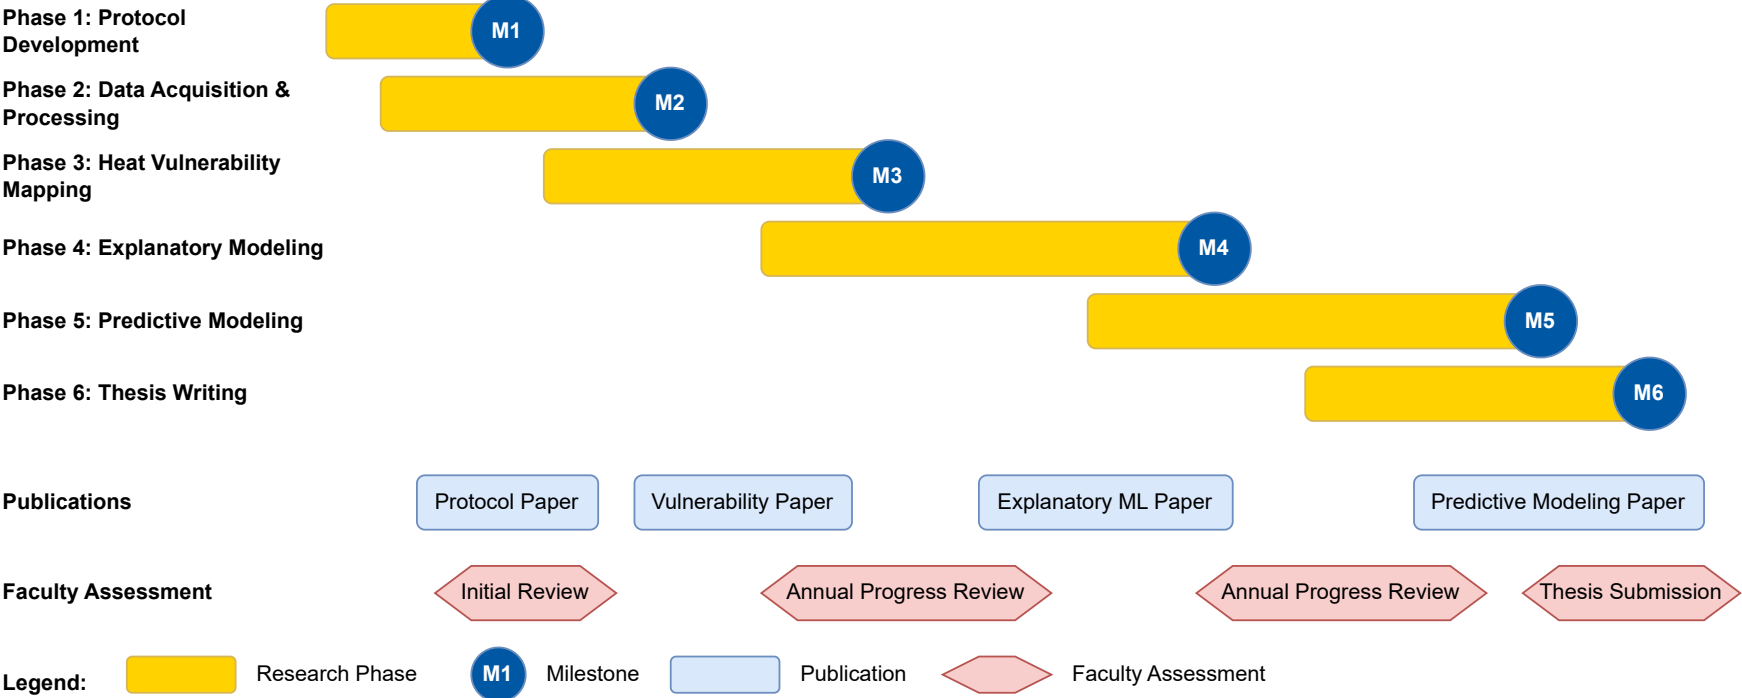 Phase 1: Protocol
Development
M1
Phase 2: Data Acquisition &
Processing
M2
Phase 3: Heat Vulnerability
Mapping
M3
Phase 4: Explanatory Modeling
M4
Phase 5: Predictive Modeling
M5
Phase 6: Thesis Writing
M6
Publications
Protocol Paper
Vulnerability Paper
Explanatory ML Paper
Predictive Modeling Paper
Faculty Assessment
Initial Review
Annual Progress Review
Annual Progress Review
Thesis Submission
Legend:
Research Phase
M1
Milestone
Publication
Faculty Assessment